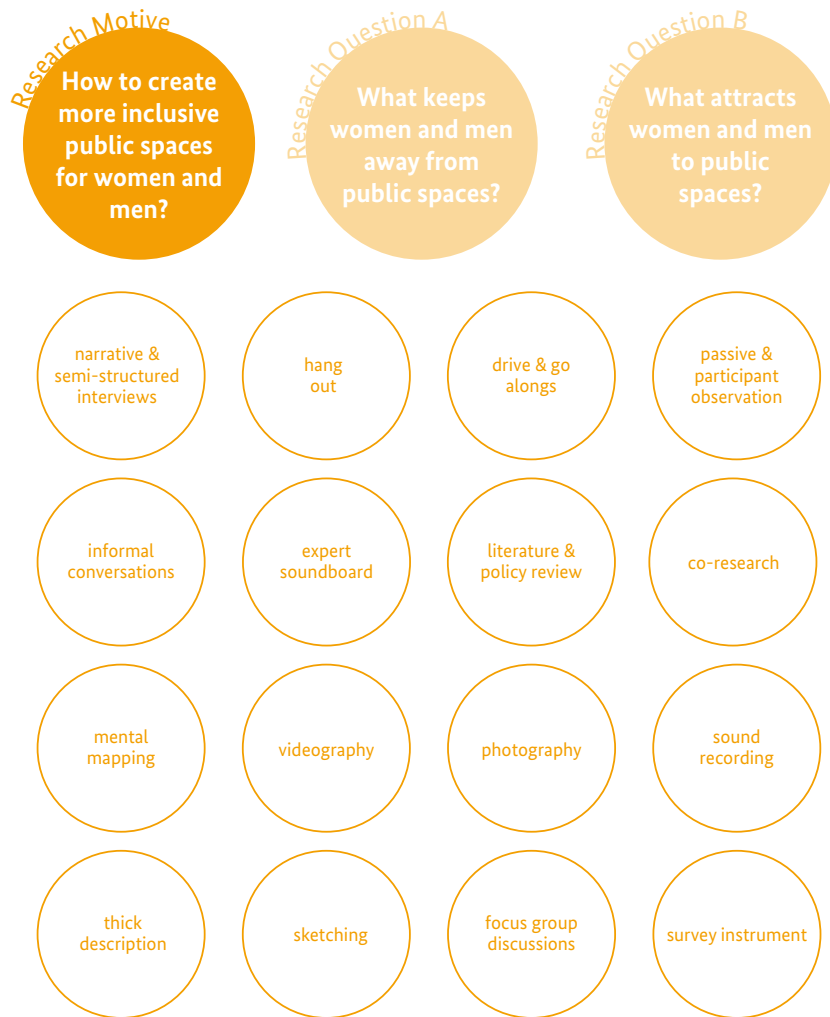 Research Motive
How to create
more inclusive
public spaces
for women and
men?
Research Question A
What keeps
women and men
away from
public spaces?
Research Question B
What attracts
women and men
to public
spaces?
narrative &
semi-structured
interviews
hang
out
drive & go
alongs
passive &
participant
observation
informal
conversations
expert
soundboard
literature &
policy review
co-research
mental
mapping
videography
photography
sound
recording
thick
description
sketching
focus group
discussions
survey instrument